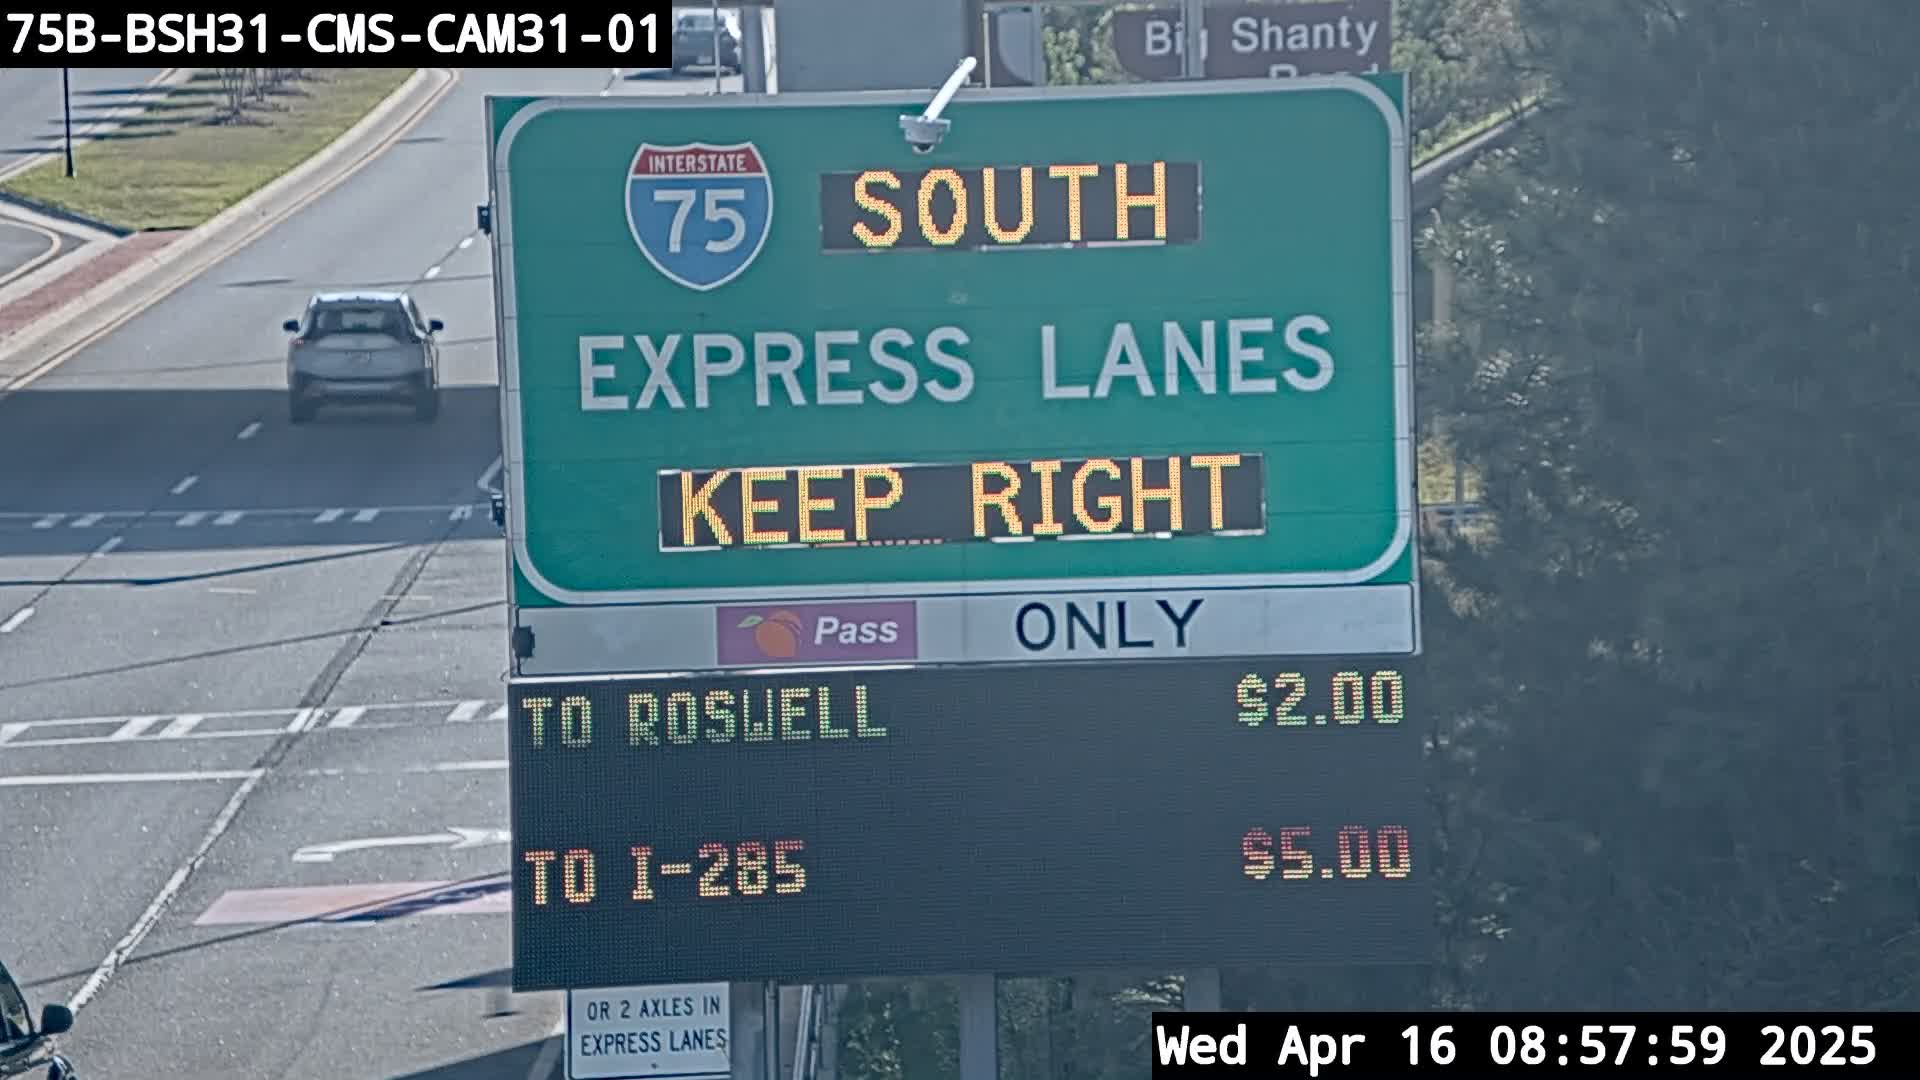 75B-BSH31-CMS-CAM31-01
Big Shanty
Road
INTERSTATE
75
SOUTH
EXPRESS LANES
KEEP RIGHT
Pass
ONLY
TO ROSWELL $2.00
TO I-285 $5.00
OR 2 AXLES IN
EXPRESS LANES
Wed Apr 16 08:57:59 2025